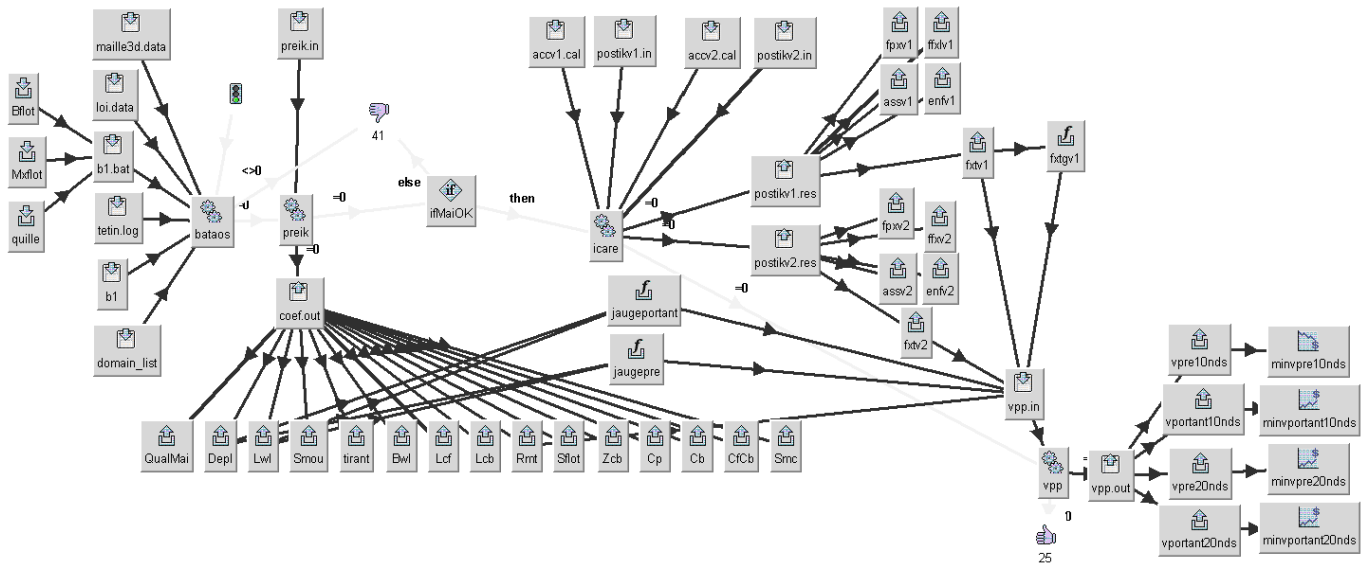 maille3d.data
preik.in
accv1.cal
postikv1.in
accv2.cal
postikv2.in
fpxv1
ffxlv1
Bflot
loi.data
assv1
enfv1
41
Mxflot
b1.bat
fxtv1
fxtgv1
<>0
else
then
if
ifMaiOK
postikv1.res
quille
tetin.log
bataos
=0
preik
=0
icare
=0
=0
fpxv2
ffxv2
postikv2.res
b1
=0
assv2
enfv2
coef.out
jaugeportant
fxtv2
domain_list
jaugepre
vpre10nds
minvpre10nds
vpp.in
vportant10nds
minvportant10nds
QualMai
Depl
Lwl
Smou
tirant
Bwl
Lcf
Lcb
Rmt
Sflot
Zcb
Cp
Cb
CfCb
Smc
vpp
vpp.out
vpre20nds
minvpre20nds
25
vportant20nds
minvportant20nds